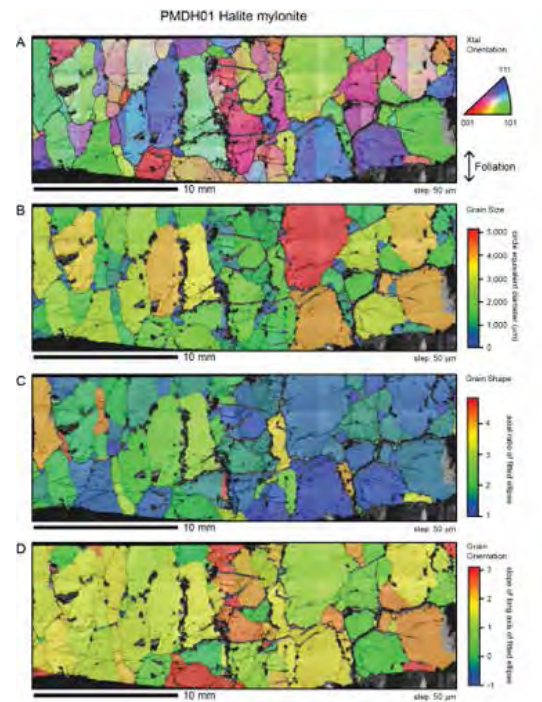 PMDH01 Halite mylonite
A
Xtal
Orientation
111
001
101
Foliation
10 mm
step: 50 µm
B
Grain Size
5,000
4,000
3,000
2,000
1,000
0
circle equivalent diameter (µm)
10 mm
step: 50 µm
C
Grain Shape
4
3
2
1
axial ratio of fitted ellipse
10 mm
step: 50 µm
D
Grain
Orientation
3
2
1
0
-1
slope of long axis of fitted ellipse
10 mm
step: 50 µm